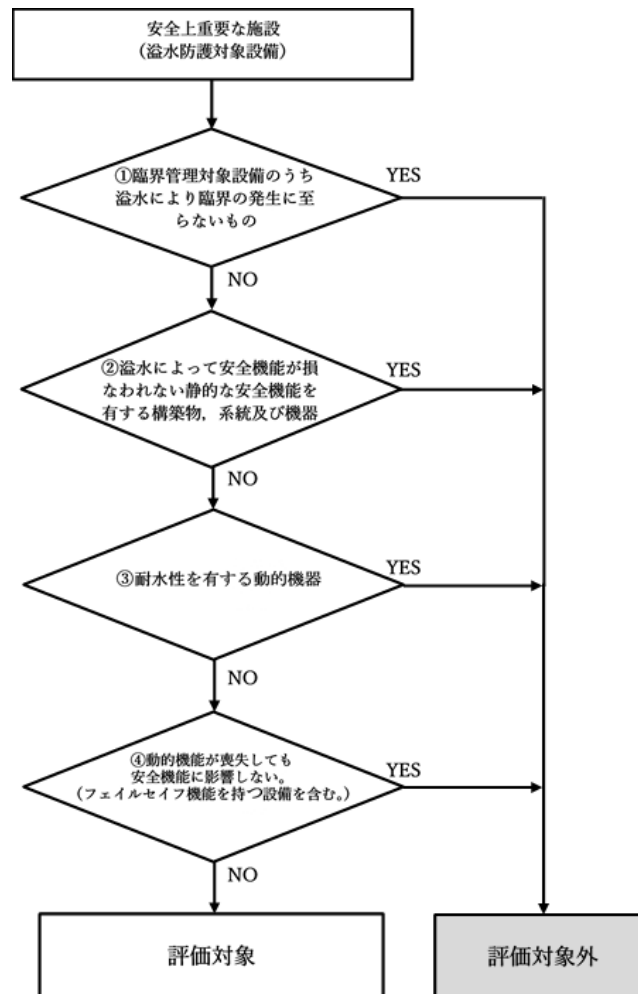 安全上重要な施設
（溢水防護対象設備）
①臨界管理対象設備のうち
溢水により臨界の発生に至
らないもの
YES
NO
②溢水によって安全機能が損
なわれない静的な安全機能を
有する構築物，系統及び機器
YES
NO
③耐水性を有する動的機器
YES
NO
④動的機能が喪失しても
安全機能に影響しない。
（フェイルセイフ機能を持つ設備を含む。）
YES
NO
評価対象
評価対象外